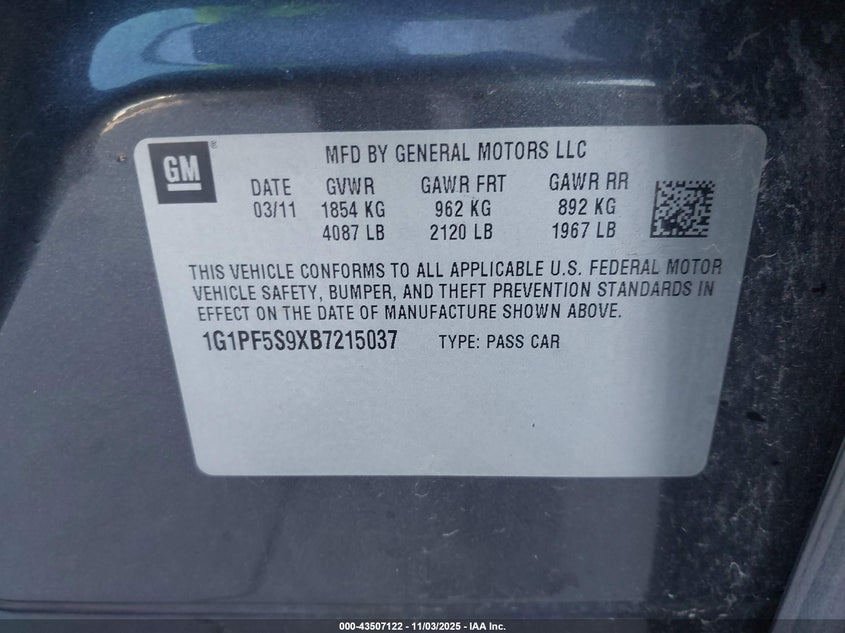 GM®
MFD BY GENERAL MOTORS LLC
DATE GVWR GAWR FRT GAWR RR
03/11 1854 KG 962 KG 892 KG
4087 LB 2120 LB 1967 LB
THIS VEHICLE CONFORMS TO ALL APPLICABLE U.S. FEDERAL MOTOR
VEHICLE SAFETY, BUMPER, AND THEFT PREVENTION STANDARDS IN
EFFECT ON THE DATE OF MANUFACTURE SHOWN ABOVE.
1G1PF5S9XB7215037 TYPE: PASS CAR
000-43507122 - 11/03/2025 - IAA Inc.